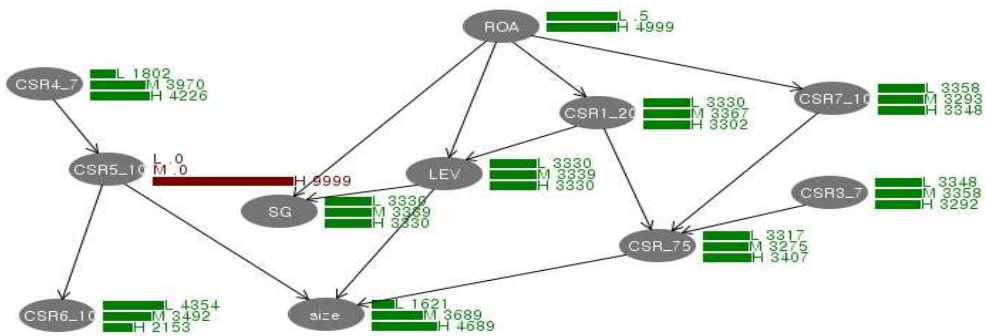 ROA
L .5
H 4999
CSR4_7
L 1802
M 3970
H 4226
CSR7_10
L 3358
M 3293
H 3348
CSR1_20
L 3330
M 3367
H 3302
CSR5_10
L .0
M .0
H 9999
LEV
L 3330
M 3339
H 3330
CSR3_7
L 3348
M 3358
H 3292
SG
L 3330
M 3339
H 3330
CSR_75
L 3317
M 3275
H 3407
CSR6_10
L 4354
M 3492
H 2153
size
L 1621
M 3689
H 4689